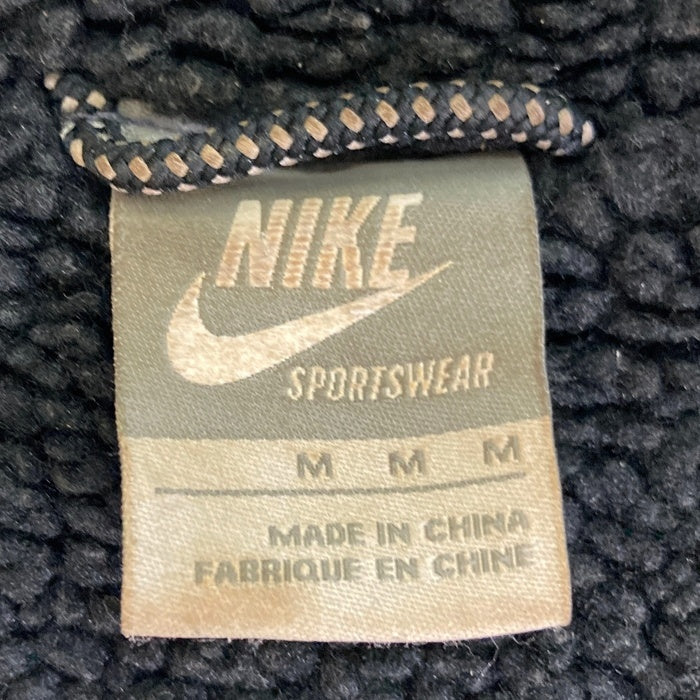 NIKE
SPORTSWEAR
M M M
MADE IN CHINA
FABRIQUE EN CHINE